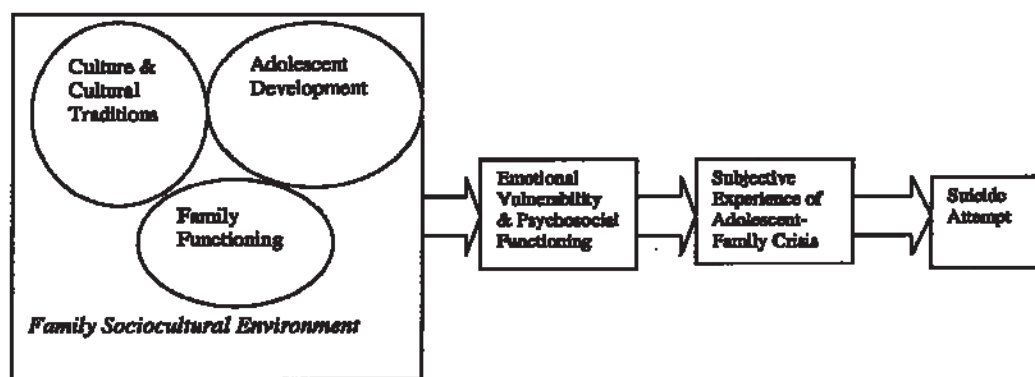 Culture &
Cultural
Traditions
Adolescent
Development
Family
Functioning
Family Sociocultural Environment
Emotional
Vulnerability
& Psychosocial
Functioning
Subjective
Experience of
Adolescent-
Family Crisis
Suicide
Attempt